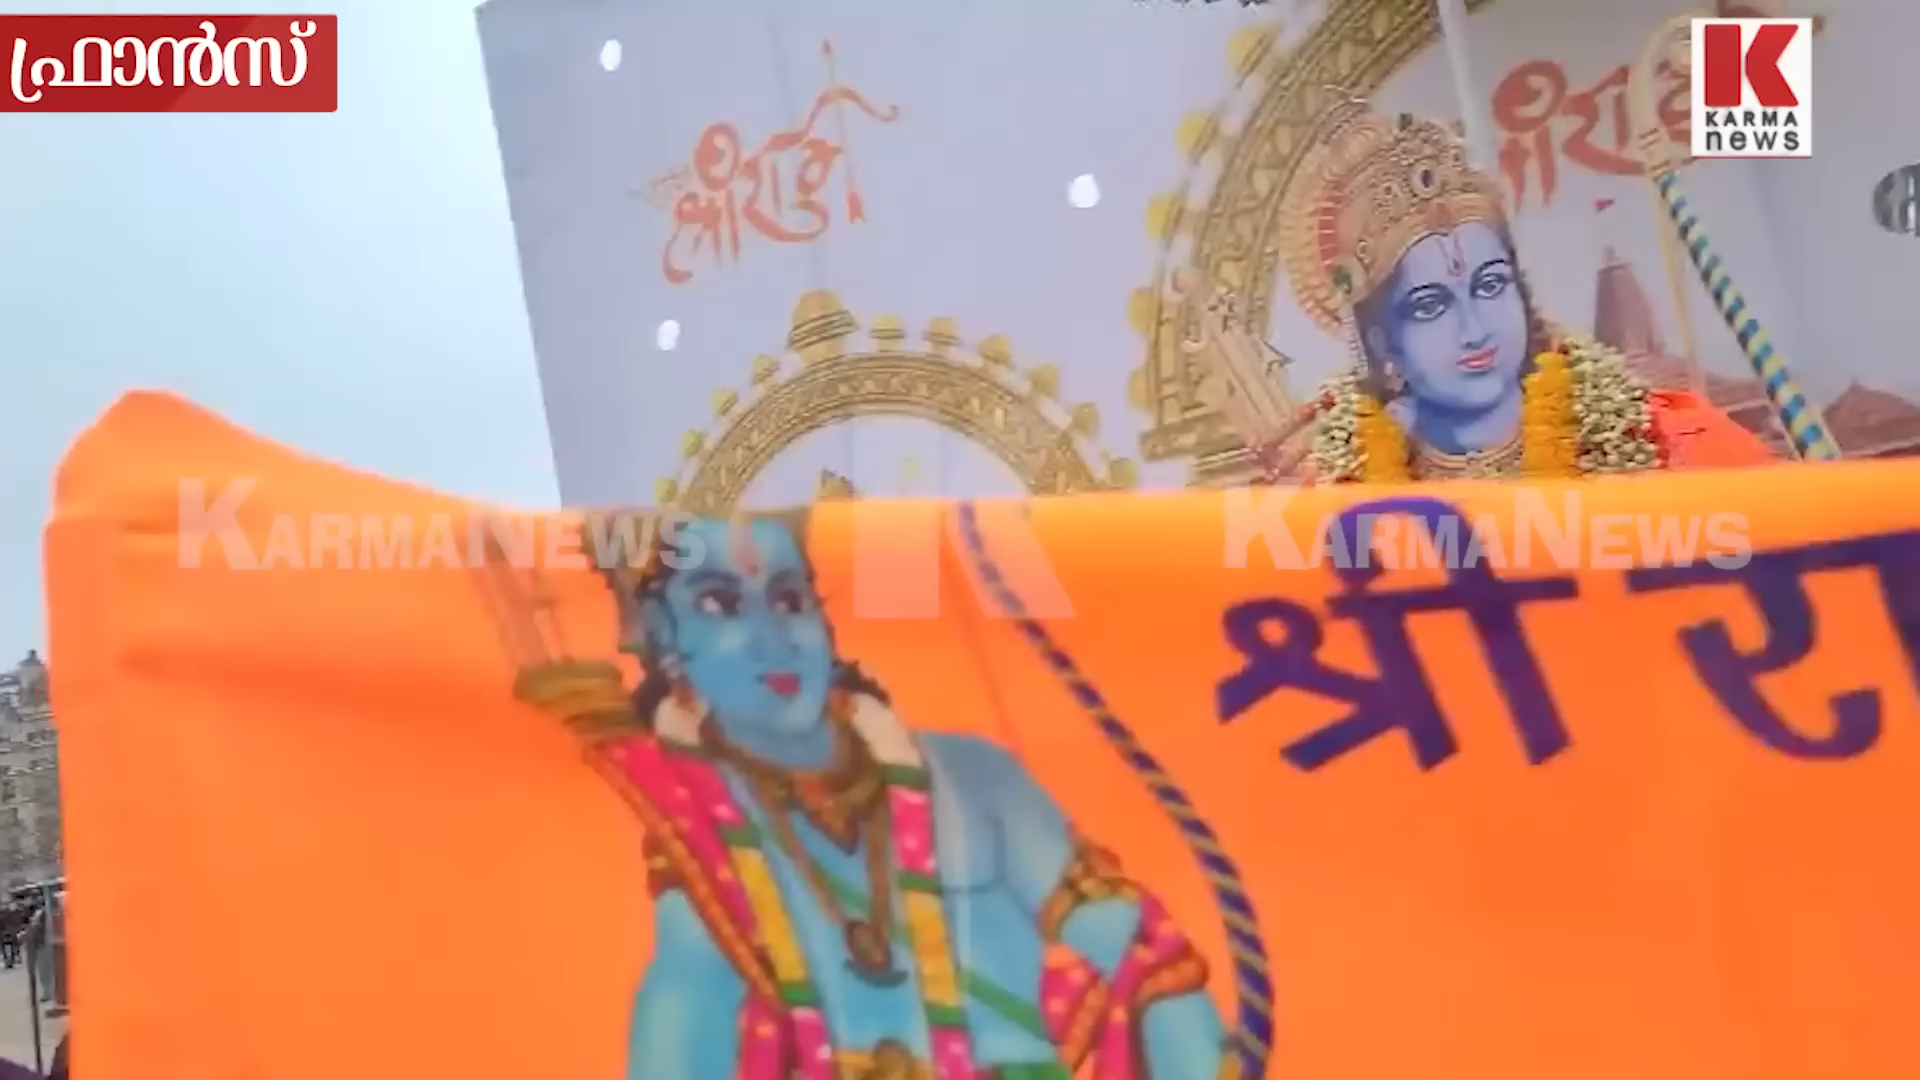 ഫ്രാൻസ്
K
KARMA
news
श्रीराम
श्रीराम
KARMANEWS
K
KARMANEWS
श्री रा